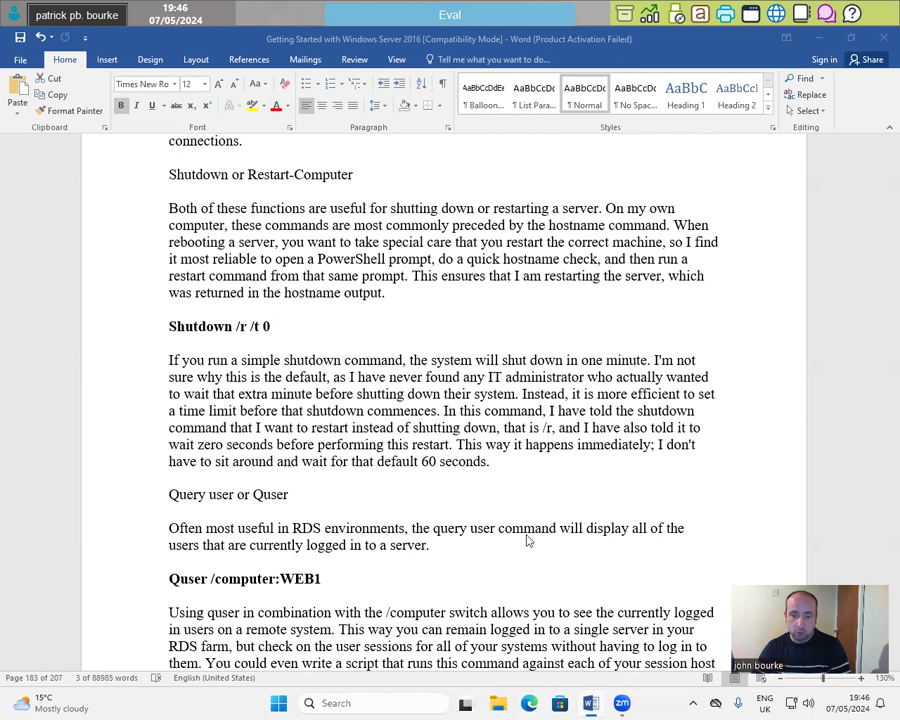 patrick pb. bourke
19:46
07/05/2024
Eval
Getting Started with Windows Server 2016 [Compatibility Mode] - Word (Product Activation Failed)
File Home Insert Design Layout References Mailings Review View Tell me what you want to do... Sign in Share
Paste
Cut
Copy
Format Painter
Clipboard
Times New Ro 12
Font
Paragraph
AaBbCcDdEe AaBbCcDc AaBbCcDc AaBbCcDc AaBbC AaBbCcl
¶ Balloon... ¶ List Para... ¶ Normal ¶ No Spac... Heading 1 Heading 2
Styles
Find
Replace
Select
Editing
connections.
Shutdown or Restart-Computer
Both of these functions are useful for shutting down or restarting a server. On my own
computer, these commands are most commonly preceded by the hostname command. When
rebooting a server, you want to take special care that you restart the correct machine, so I find
it most reliable to open a PowerShell prompt, do a quick hostname check, and then run a
restart command from that same prompt. This ensures that I am restarting the server, which
was returned in the hostname output.
Shutdown /r /t 0
If you run a simple shutdown command, the system will shut down in one minute. I'm not
sure why this is the default, as I have never found any IT administrator who actually wanted
to wait that extra minute before shutting down their system. Instead, it is more efficient to set
a time limit before that shutdown commences. In this command, I have told the shutdown
command that I want to restart instead of shutting down, that is /r, and I have also told it to
wait zero seconds before performing this restart. This way it happens immediately; I don't
have to sit around and wait for that default 60 seconds.
Query user or Quser
Often most useful in RDS environments, the query user command will display all of the
users that are currently logged in to a server.
Quser /computer:WEB1
Using quser in combination with the /computer switch allows you to see the currently logged
in users on a remote system. This way you can remain logged in to a single server in your
RDS farm, but check on the user sessions for all of your systems without having to log in to
them. You could even write a script that runs this command against each of your session host
john bourke
Page 183 of 207 3 of 88985 words English (United States) 130%
15°C
Mostly cloudy
Search
ENG
UK
19:46
07/05/2024